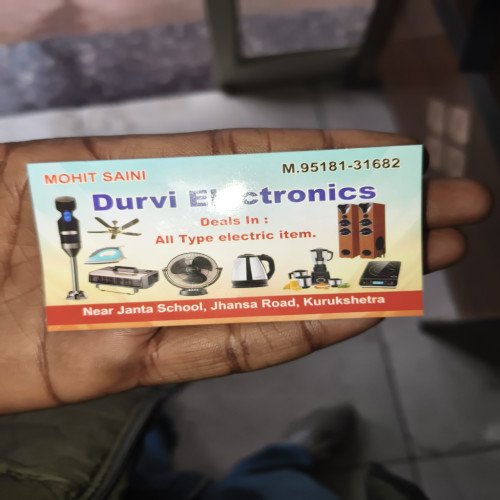 MOHIT SAINI
M.95181-31682
Durvi Electronics
Deals In :
All Type electric item.
Near Janta School, Jhansa Road, Kurukshetra